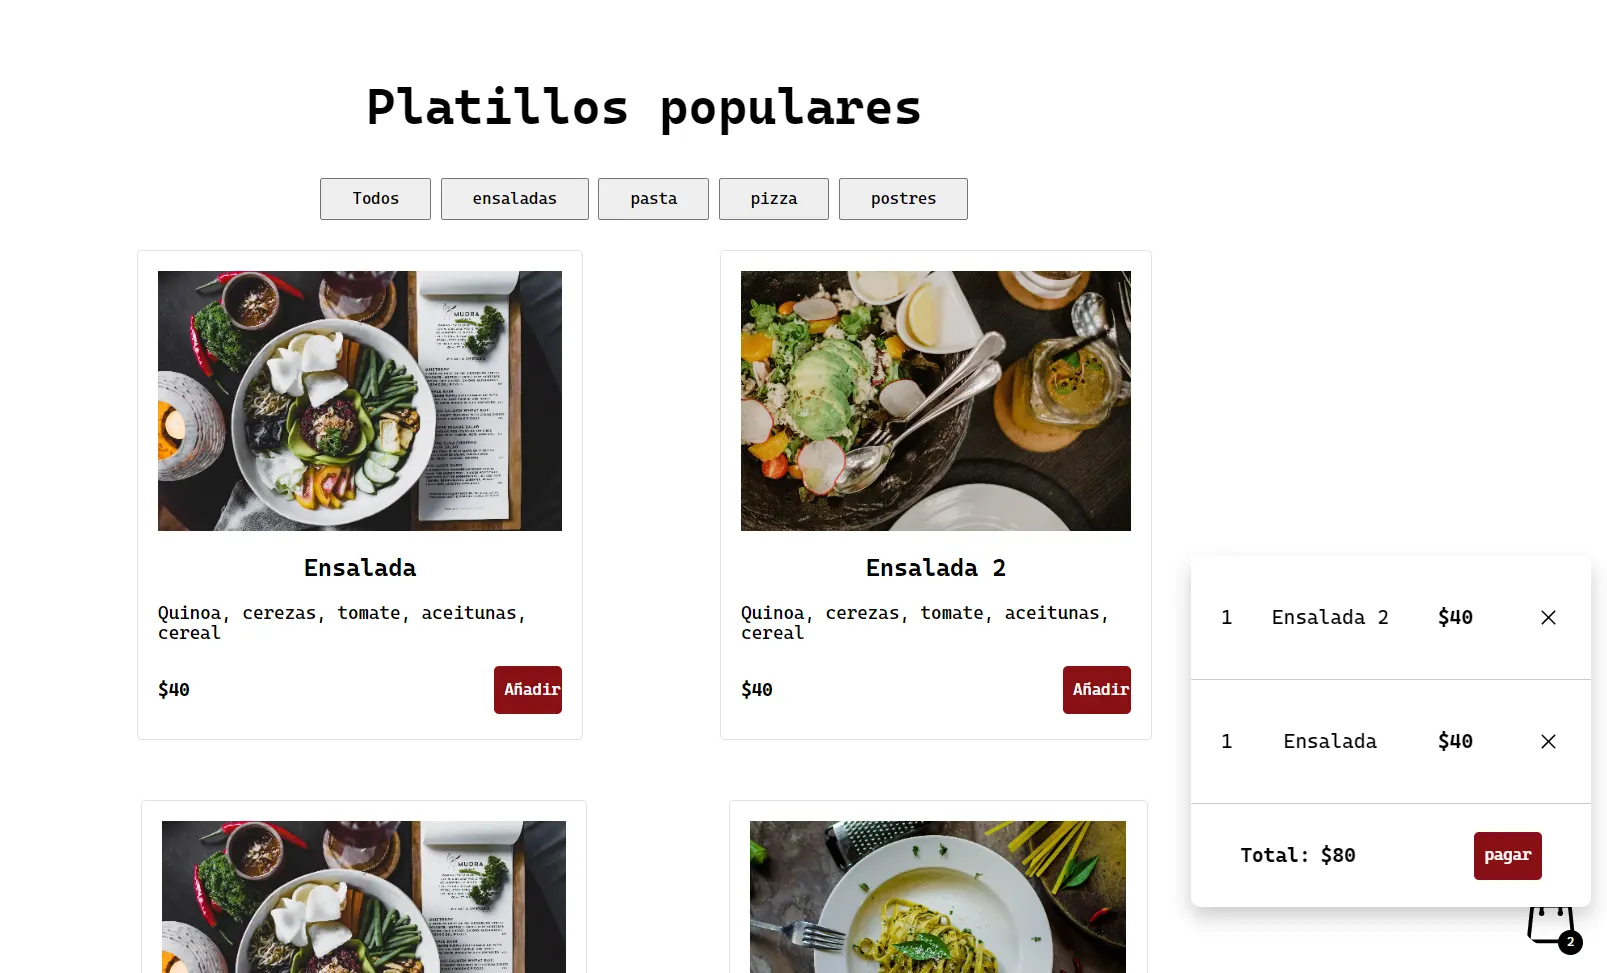 Platillos populares
Todos
ensaladas
pasta
pizza
postres
MUDRA
Ensalada
Quinoa, cerezas, tomate, aceitunas,
cereal
$40
Añadir
Ensalada 2
Quinoa, cerezas, tomate, aceitunas,
cereal
$40
Añadir
1 Ensalada 2 $40
1 Ensalada $40
Total: $80
pagar
2
MUDRA